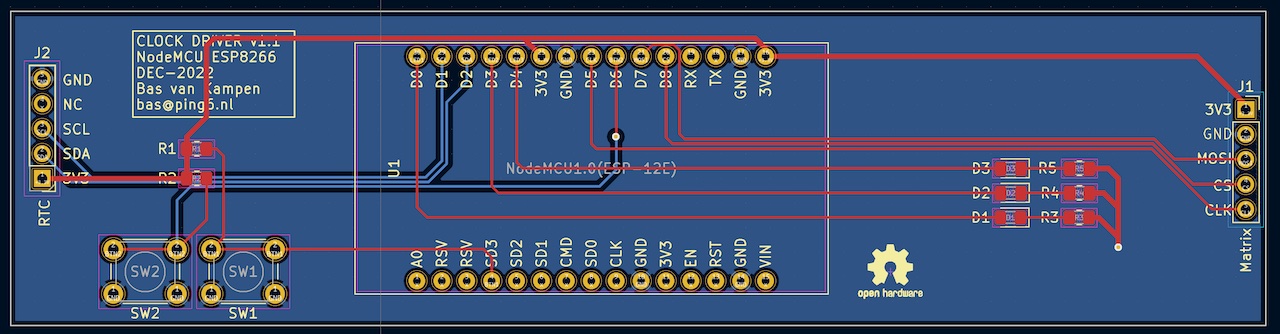 CLOCK DRIVER V1.1
NodeMCU ESP8266
DEC-2022
Bas van Kampen
bas@ping5.nl
J2
GND
NC
SCL
SDA
3V3
RTC
R1
R2
SW2
SW2
SW1
SW1
U1
D0
D1
D2
D3
D4
3V3
GND
D5
D6
D7
D8
RX
TX
GND
3V3
NodeMCU1.0(ESP-12E)
A0
RSV
RSV
SD3
SD2
SD1
CMD
SD0
CLK
GND
3V3
EN
RST
GND
VIN
D3
R5
D2
R4
D1
R3
open hardware
J1
3V3
GND
MOSI
CS
CLK
Matrix